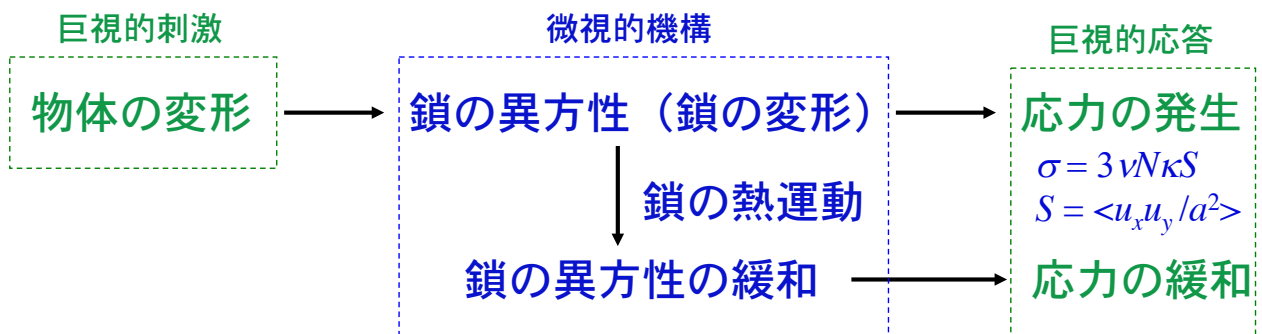 巨視的刺激
微視的機構
巨視的応答
物体の変形
鎖の異方性（鎖の変形）
応力の発生
σ = 3νNκS
S = <uₓuᵧ/a²>
鎖の熱運動
鎖の異方性の緩和
応力の緩和